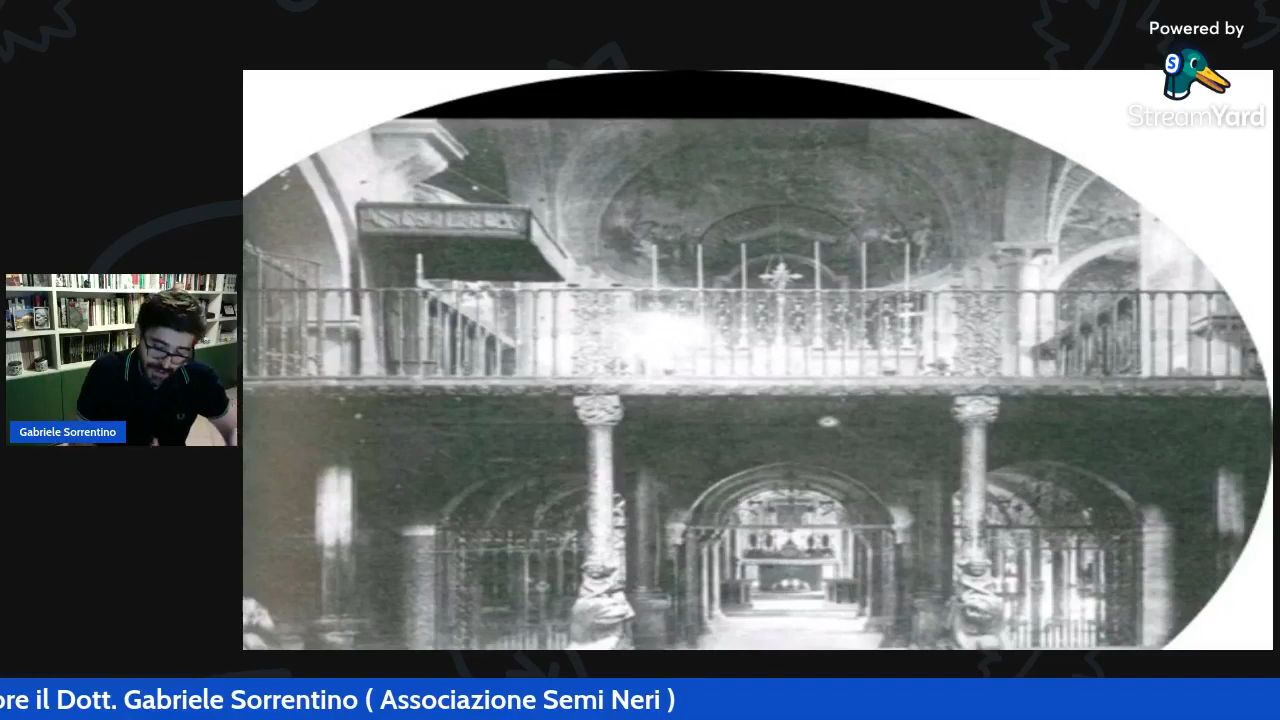 Powered by
StreamYard
Gabriele Sorrentino
ore il Dott. Gabriele Sorrentino ( Associazione Semi Neri )